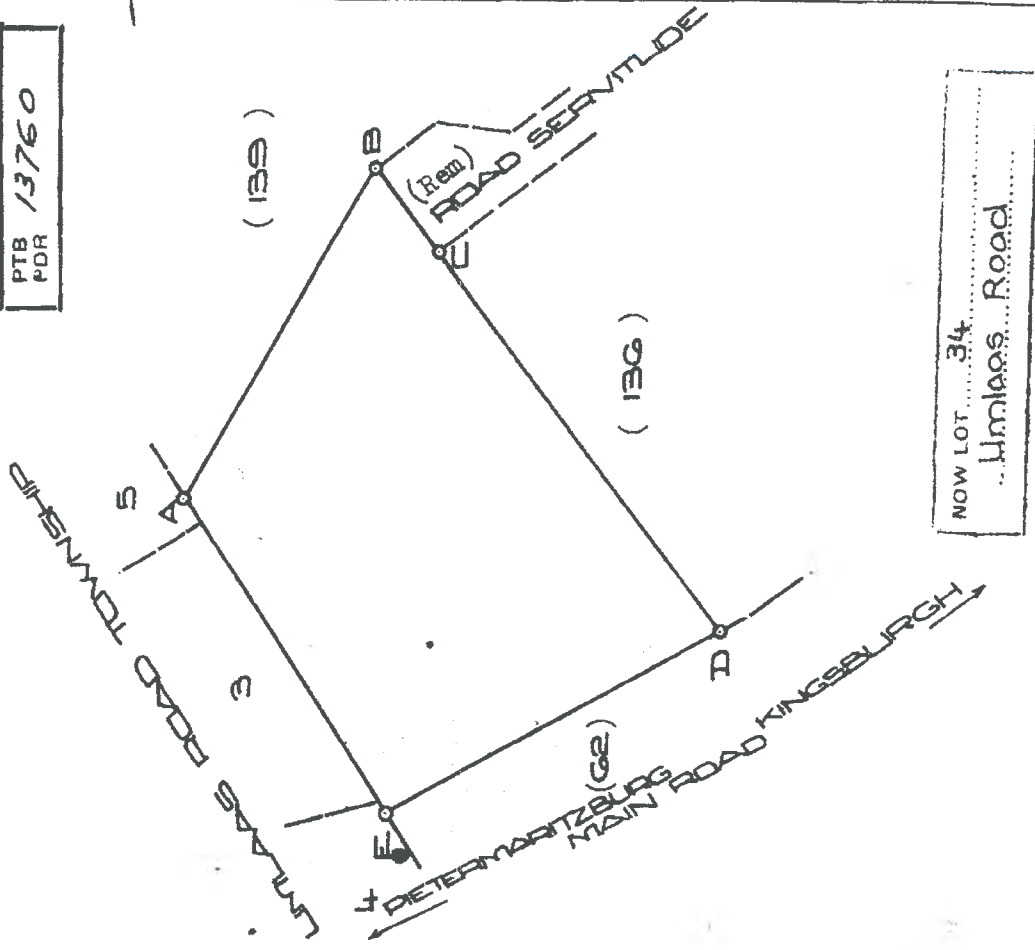 PTB 13760
PDR
(139)
B
(Rem)
ROAD SERVITUDE
C
A
5
(136)
UMLAAS ROAD TOWNSHIP
3
D
E
(62)
4
PIETERMARITZBURG
MAIN ROAD
KINGSBURGH
NOW LOT 34
Umlaas Road